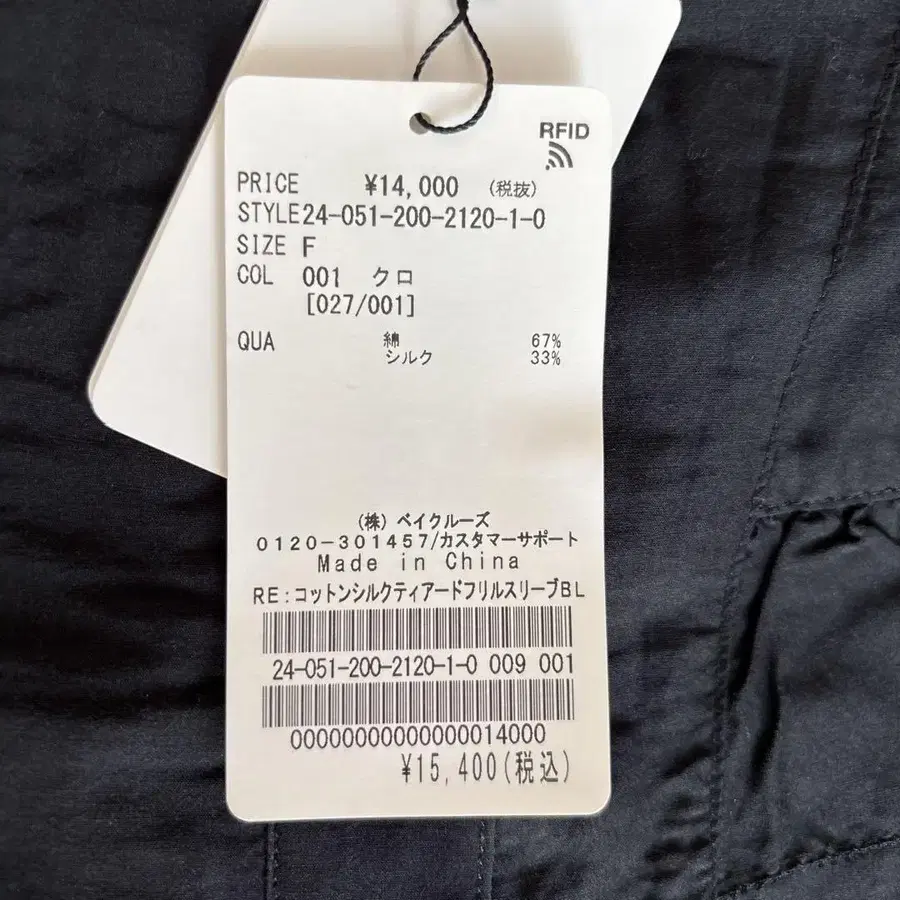 RFID
PRICE ¥14,000 (税抜)
STYLE 24-051-200-2120-1-0
SIZE F
COL 001 クロ
[027/001]
QUA 綿 67%
シルク 33%
(株) ベイクルーズ
0120-301457/カスタマーサポート
Made in China
RE:コットンシルクティアードフリルスリーブBL
24-051-200-2120-1-0 009 001
00000000000000014000
¥15,400(税込)